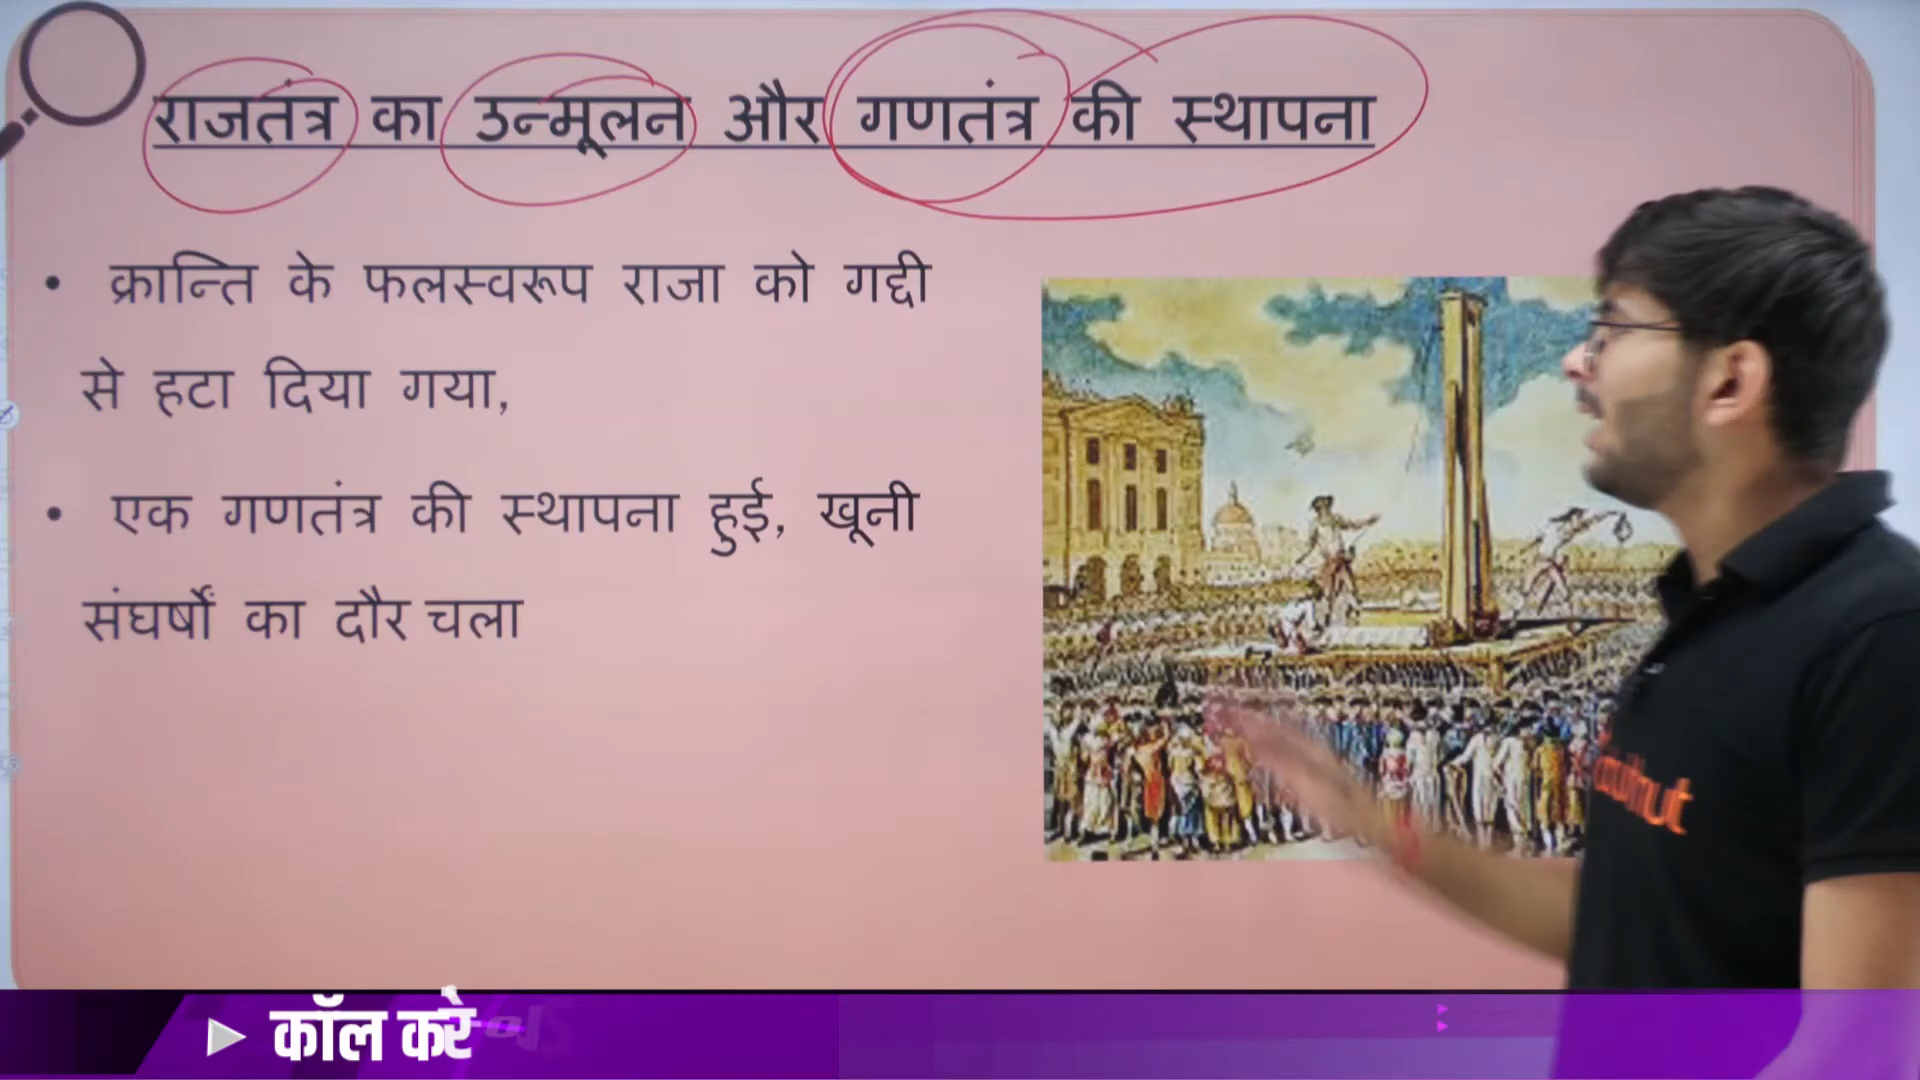 राजतंत्र का उन्मूलन और गणतंत्र की स्थापना
• क्रान्ति के फलस्वरूप राजा को गद्दी
से हटा दिया गया,
• एक गणतंत्र की स्थापना हुई, खूनी
संघर्षों का दौर चला
कॉल करे